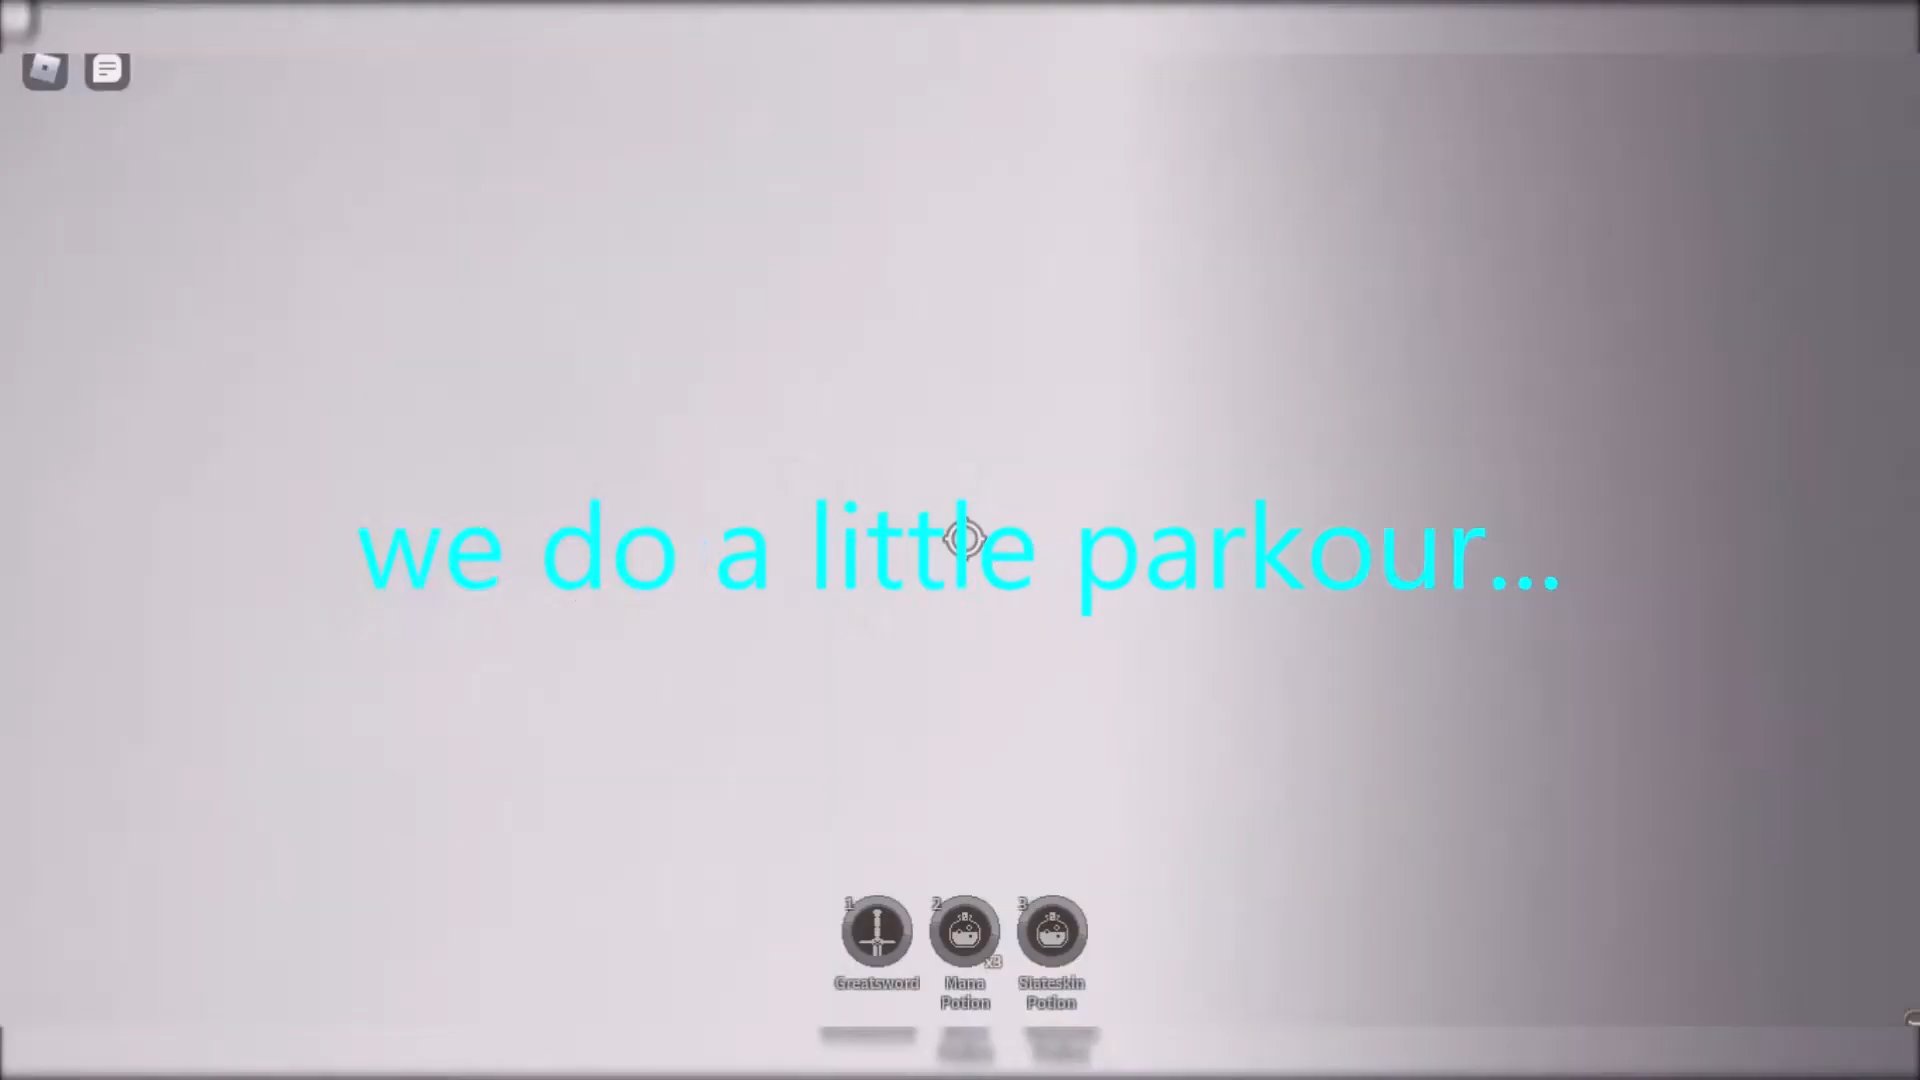 we do a little parkour...
1 2 3
x3
Greatsword Mana Slateskin
Potion Potion